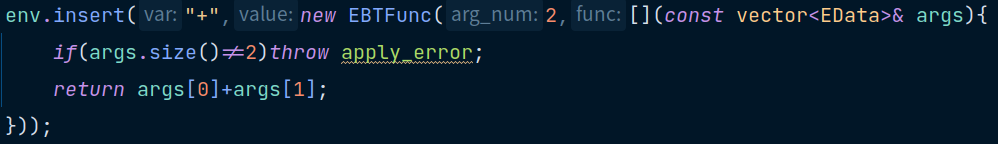 env.insert( var: "+", value: new EBTFunc( arg_num: 2, func: [](const vector<EData>& args){
    if(args.size()≠2)throw apply_error;
    return args[0]+args[1];
}));